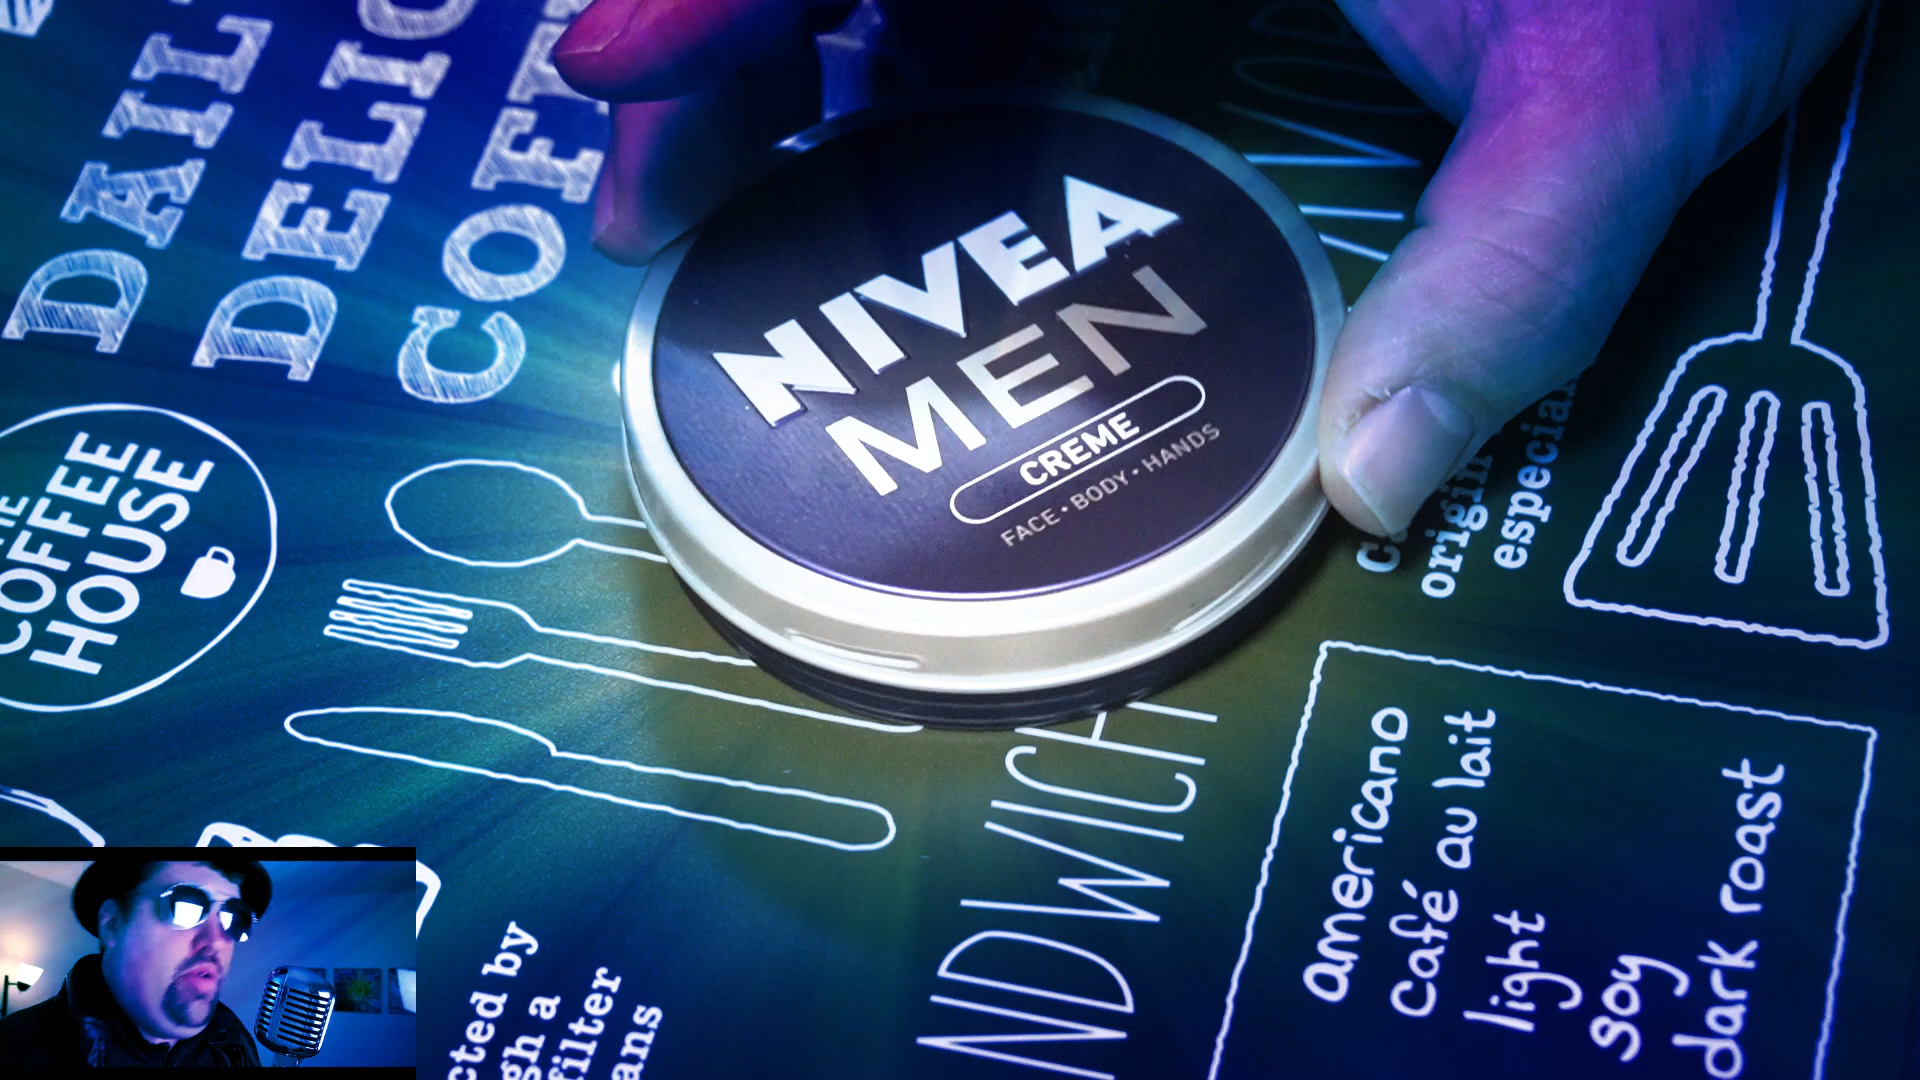 DAIL
DELIC
COFF
NIVEA
MEN
CREME
FACE • BODY • HANDS
COFFEE
HOUSE
origin
especial
NDWICH
americano
café au lait
light
soy
dark roast
cted by
gh a
filter
ans